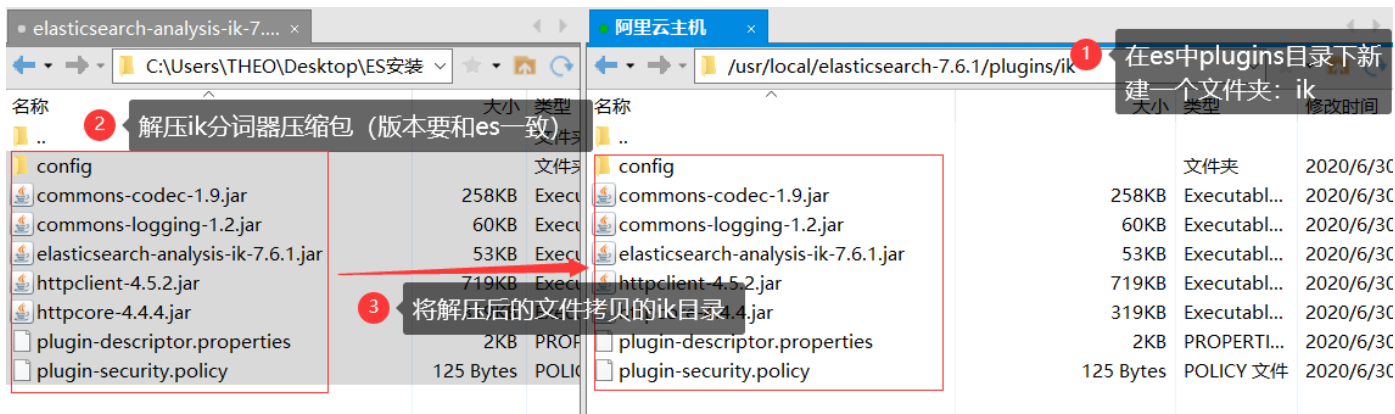 elasticsearch-analysis-ik-7.... ×
阿里云主机 ×
C:\Users\THEO\Desktop\ES安装
/usr/local/elasticsearch-7.6.1/plugins/ik
1 在es中plugins目录下新
建一个文件夹：ik
名称 大小 类型
名称 大小 类型 修改时间
2 解压ik分词器压缩包（版本要和es一致）
..
..
config 文件夹
config 文件夹 2020/6/30
commons-codec-1.9.jar 258KB Execu
commons-codec-1.9.jar 258KB Executabl... 2020/6/30
commons-logging-1.2.jar 60KB Execu
commons-logging-1.2.jar 60KB Executabl... 2020/6/30
elasticsearch-analysis-ik-7.6.1.jar 53KB Execu
elasticsearch-analysis-ik-7.6.1.jar 53KB Executabl... 2020/6/30
httpclient-4.5.2.jar 719KB Execu
httpclient-4.5.2.jar 719KB Executabl... 2020/6/30
3 将解压后的文件拷贝的ik目录
httpcore-4.4.4.jar
4.jar 319KB Executabl... 2020/6/30
plugin-descriptor.properties 2KB PROP
plugin-descriptor.properties 2KB PROPERTI... 2020/6/30
plugin-security.policy 125 Bytes POLIC
plugin-security.policy 125 Bytes POLICY 文件 2020/6/30